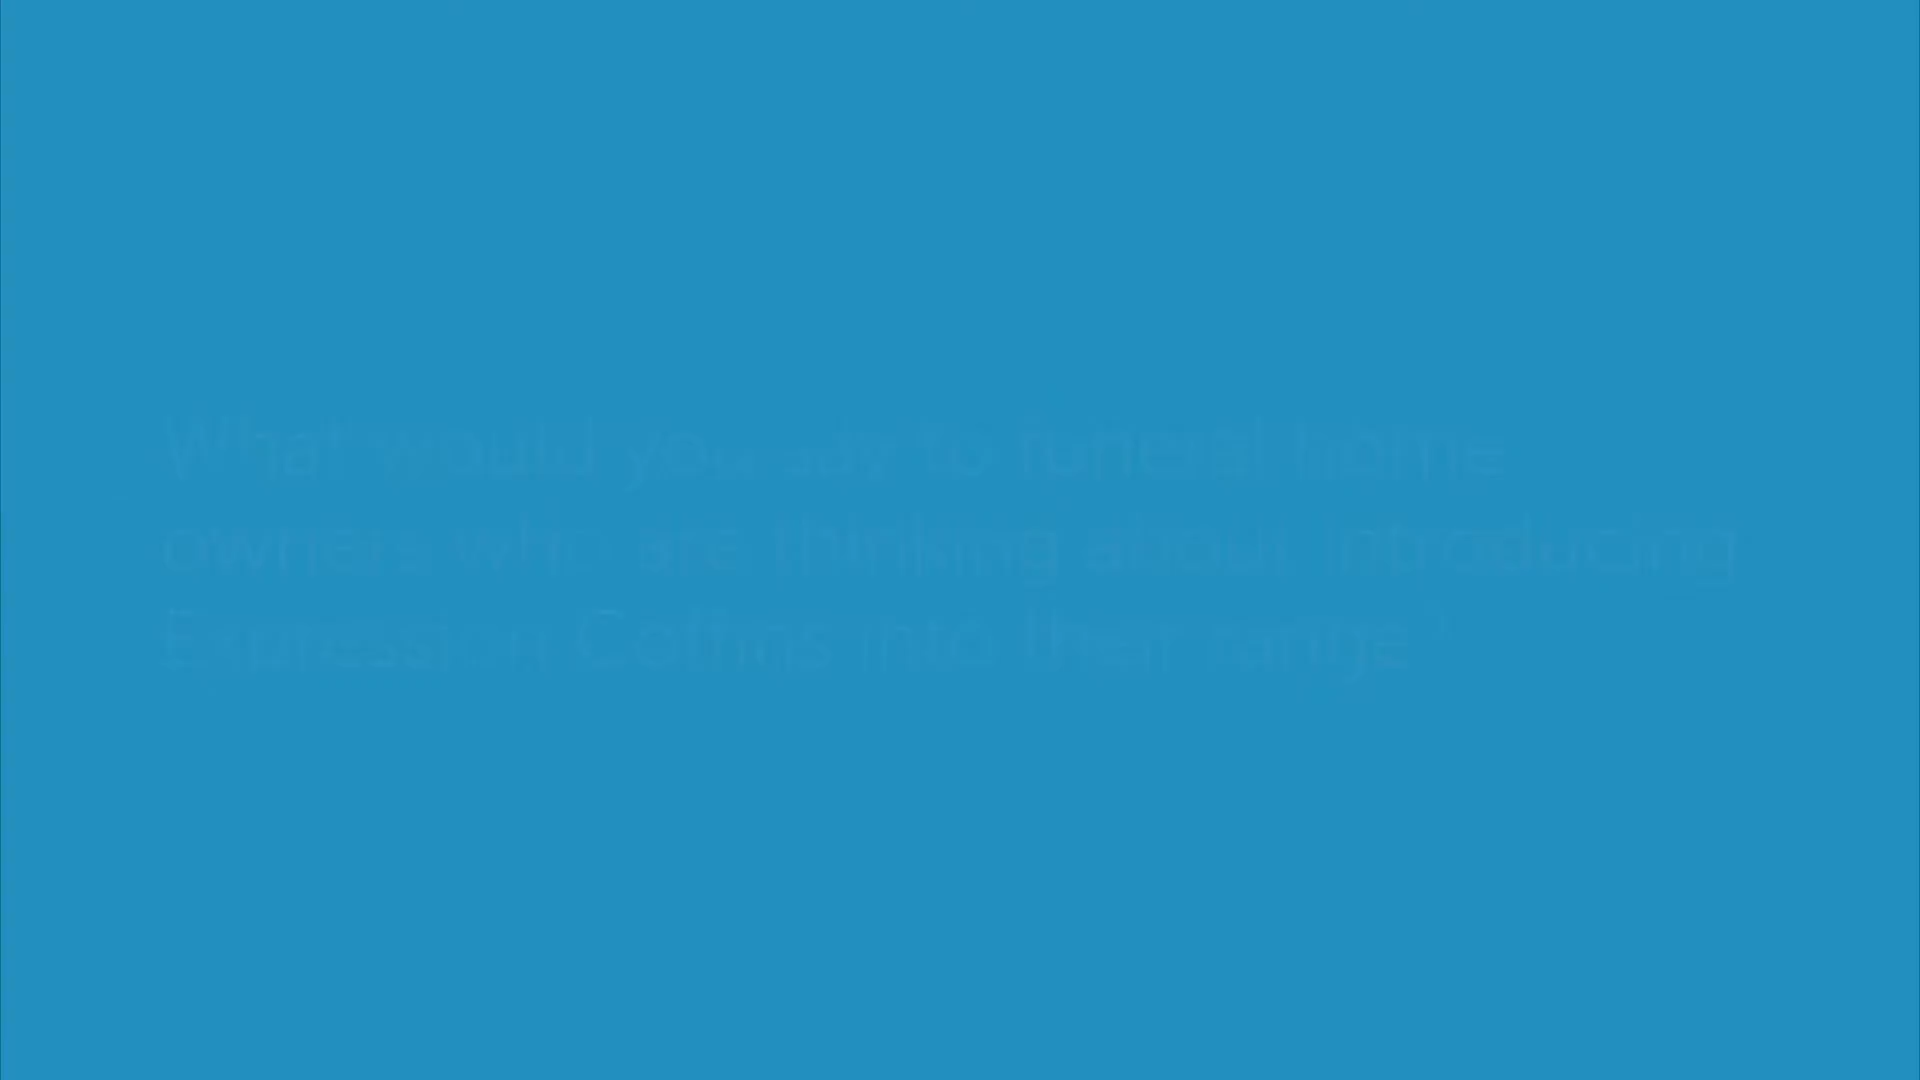 What would you say to funeral home
owners who are thinking about introducing
Expression Coffins into their range?